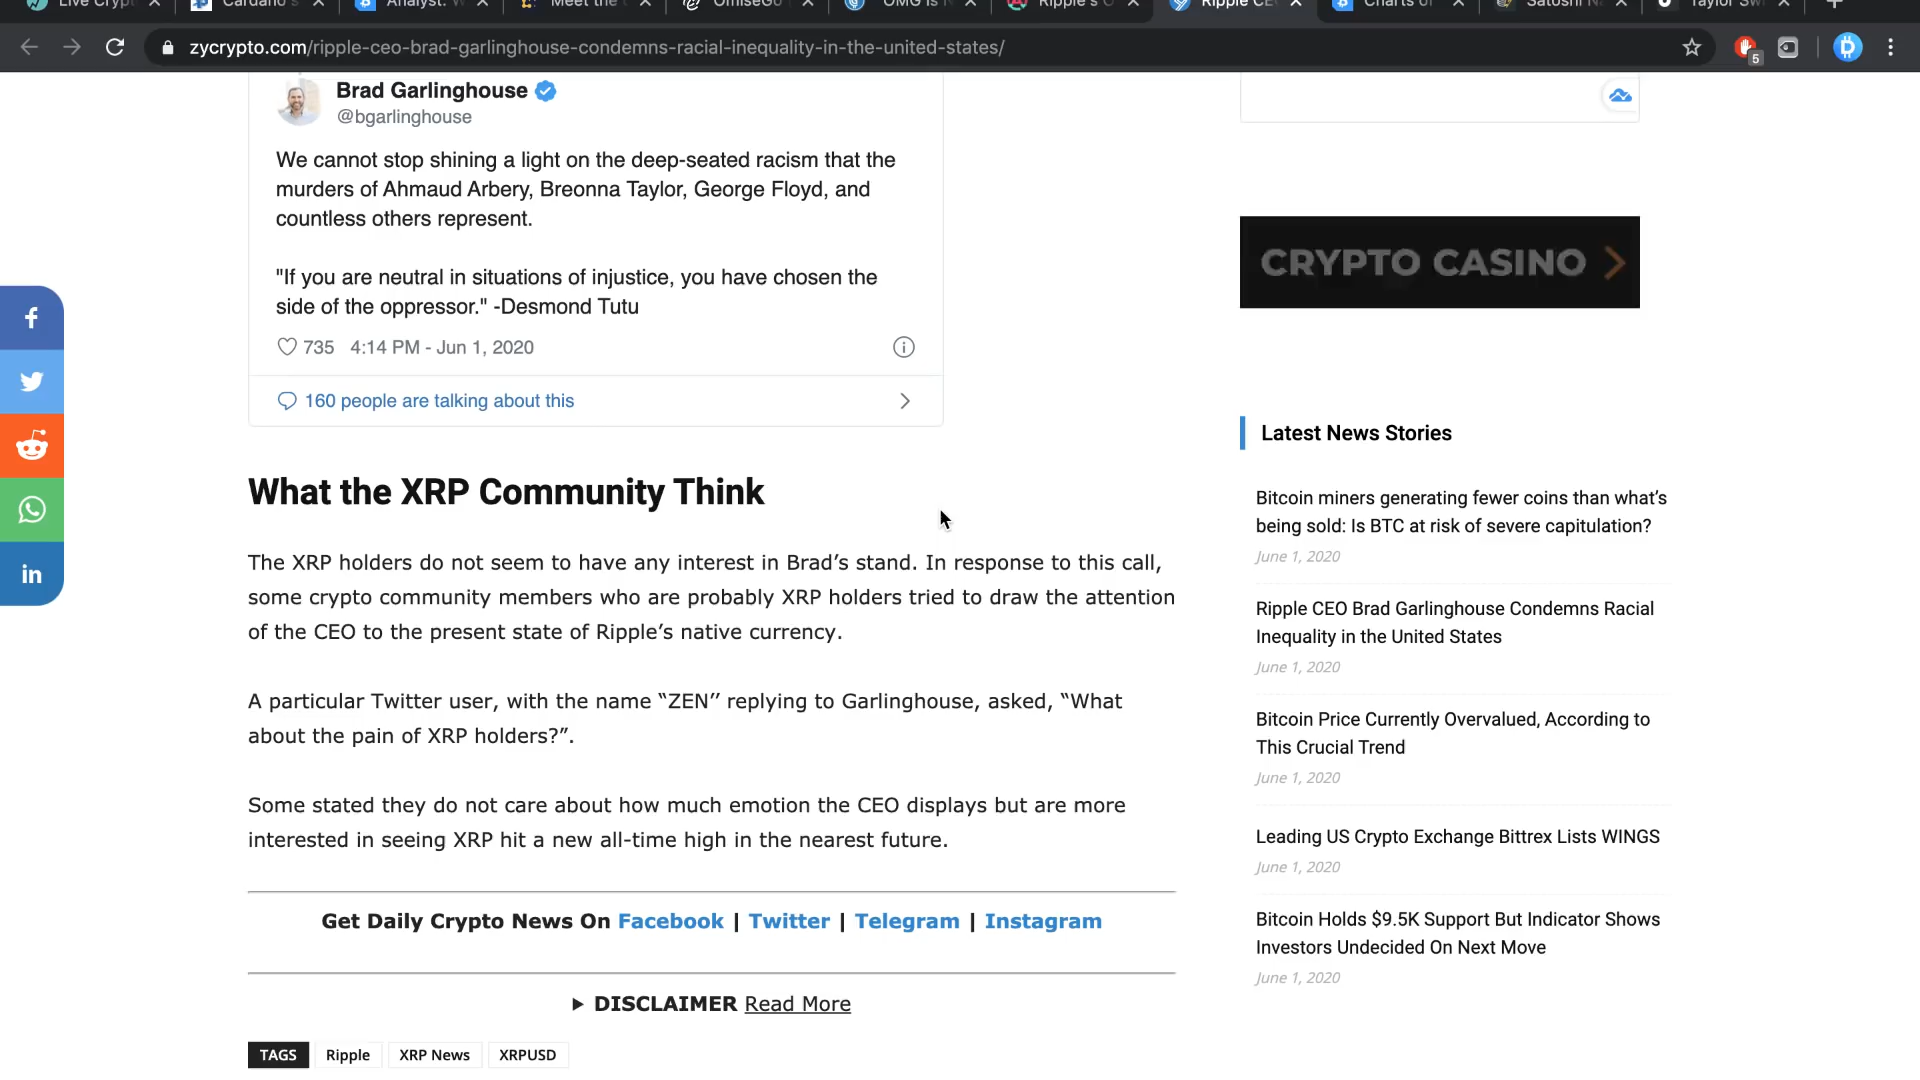 Live Crypt
Cardano's
Analyst: W
Meet the
OmiseGo
OMG is N
Ripple's C
Ripple CE
Charts of
Satoshi N
Taylor Sw
zycrypto.com/ripple-ceo-brad-garlinghouse-condemns-racial-inequality-in-the-united-states/
5
Brad Garlinghouse
@bgarlinghouse
We cannot stop shining a light on the deep-seated racism that the
murders of Ahmaud Arbery, Breonna Taylor, George Floyd, and
countless others represent.
"If you are neutral in situations of injustice, you have chosen the
side of the oppressor." -Desmond Tutu
735 4:14 PM - Jun 1, 2020
160 people are talking about this
What the XRP Community Think
The XRP holders do not seem to have any interest in Brad’s stand. In response to this call,
some crypto community members who are probably XRP holders tried to draw the attention
of the CEO to the present state of Ripple’s native currency.
A particular Twitter user, with the name “ZEN’’ replying to Garlinghouse, asked, “What
about the pain of XRP holders?”.
Some stated they do not care about how much emotion the CEO displays but are more
interested in seeing XRP hit a new all-time high in the nearest future.
Get Daily Crypto News On Facebook | Twitter | Telegram | Instagram
DISCLAIMER Read More
TAGS Ripple XRP News XRPUSD
CRYPTO CASINO
Latest News Stories
Bitcoin miners generating fewer coins than what’s
being sold: Is BTC at risk of severe capitulation?
June 1, 2020
Ripple CEO Brad Garlinghouse Condemns Racial
Inequality in the United States
June 1, 2020
Bitcoin Price Currently Overvalued, According to
This Crucial Trend
June 1, 2020
Leading US Crypto Exchange Bittrex Lists WINGS
June 1, 2020
Bitcoin Holds $9.5K Support But Indicator Shows
Investors Undecided On Next Move
June 1, 2020